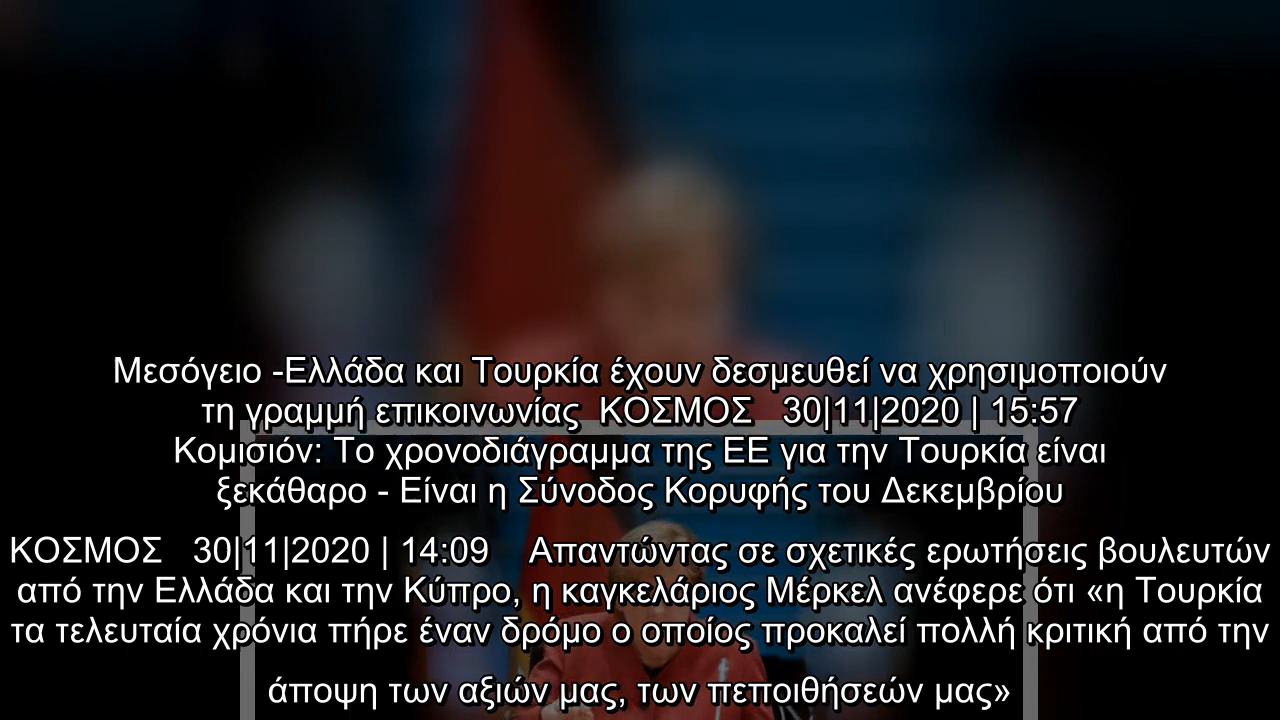 Μεσόγειο -Ελλάδα και Τουρκία έχουν δεσμευθεί να χρησιμοποιούν
τη γραμμή επικοινωνίας ΚΟΣΜΟΣ 30|11|2020 | 15:57
Κομισιόν: Το χρονοδιάγραμμα της ΕΕ για την Τουρκία είναι
ξεκάθαρο - Είναι η Σύνοδος Κορυφής του Δεκεμβρίου
ΚΟΣΜΟΣ 30|11|2020 | 14:09 Απαντώντας σε σχετικές ερωτήσεις βουλευτών
από την Ελλάδα και την Κύπρο, η καγκελάριος Μέρκελ ανέφερε ότι «η Τουρκία
τα τελευταία χρόνια πήρε έναν δρόμο ο οποίος προκαλεί πολλή κριτική από την
άποψη των αξιών μας, των πεποιθήσεών μας»